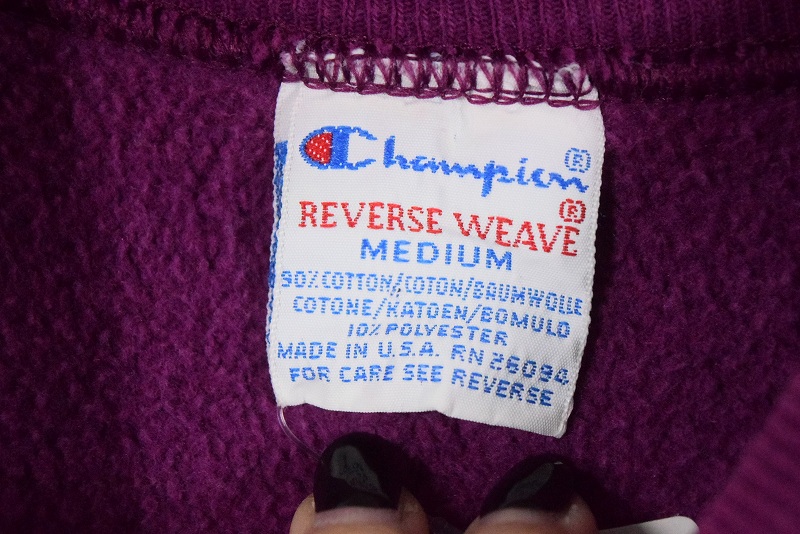 Champion®
REVERSE WEAVE®
MEDIUM
90% COTTON/COTON/BAUMWOLLE
COTONE/KATOEN/BOMULD
10% POLYESTER
MADE IN U.S.A. RN 26094
FOR CARE SEE REVERSE